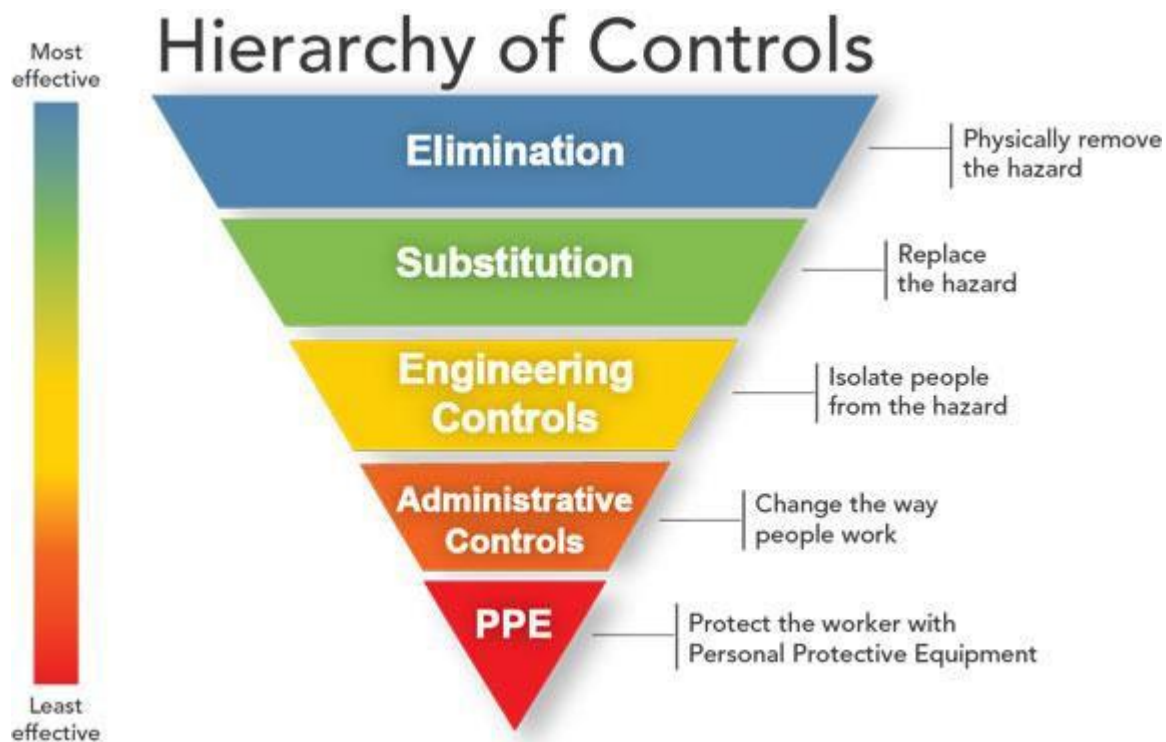 Hierarchy of Controls
Most
effective
Elimination
Physically remove
the hazard
Substitution
Replace
the hazard
Engineering
Controls
Isolate people
from the hazard
Administrative
Controls
Change the way
people work
PPE
Protect the worker with
Personal Protective Equipment
Least
effective